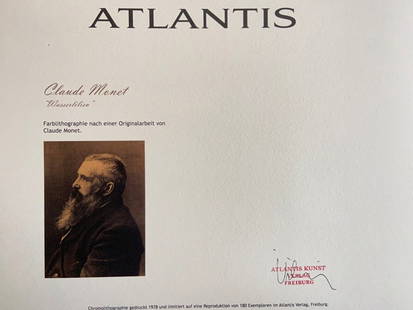 ATLANTIS
Claude Monet
"Wasserlilien"
Farblithographie nach einer Originalarbeit von
Claude Monet.
ATLANTIS KUNST
FREIBURG
Chromolithographie gedruckt 1978 und limitiert auf eine Reproduktion von 180 Exemplaren im Atlantis Verlag, Freiburg